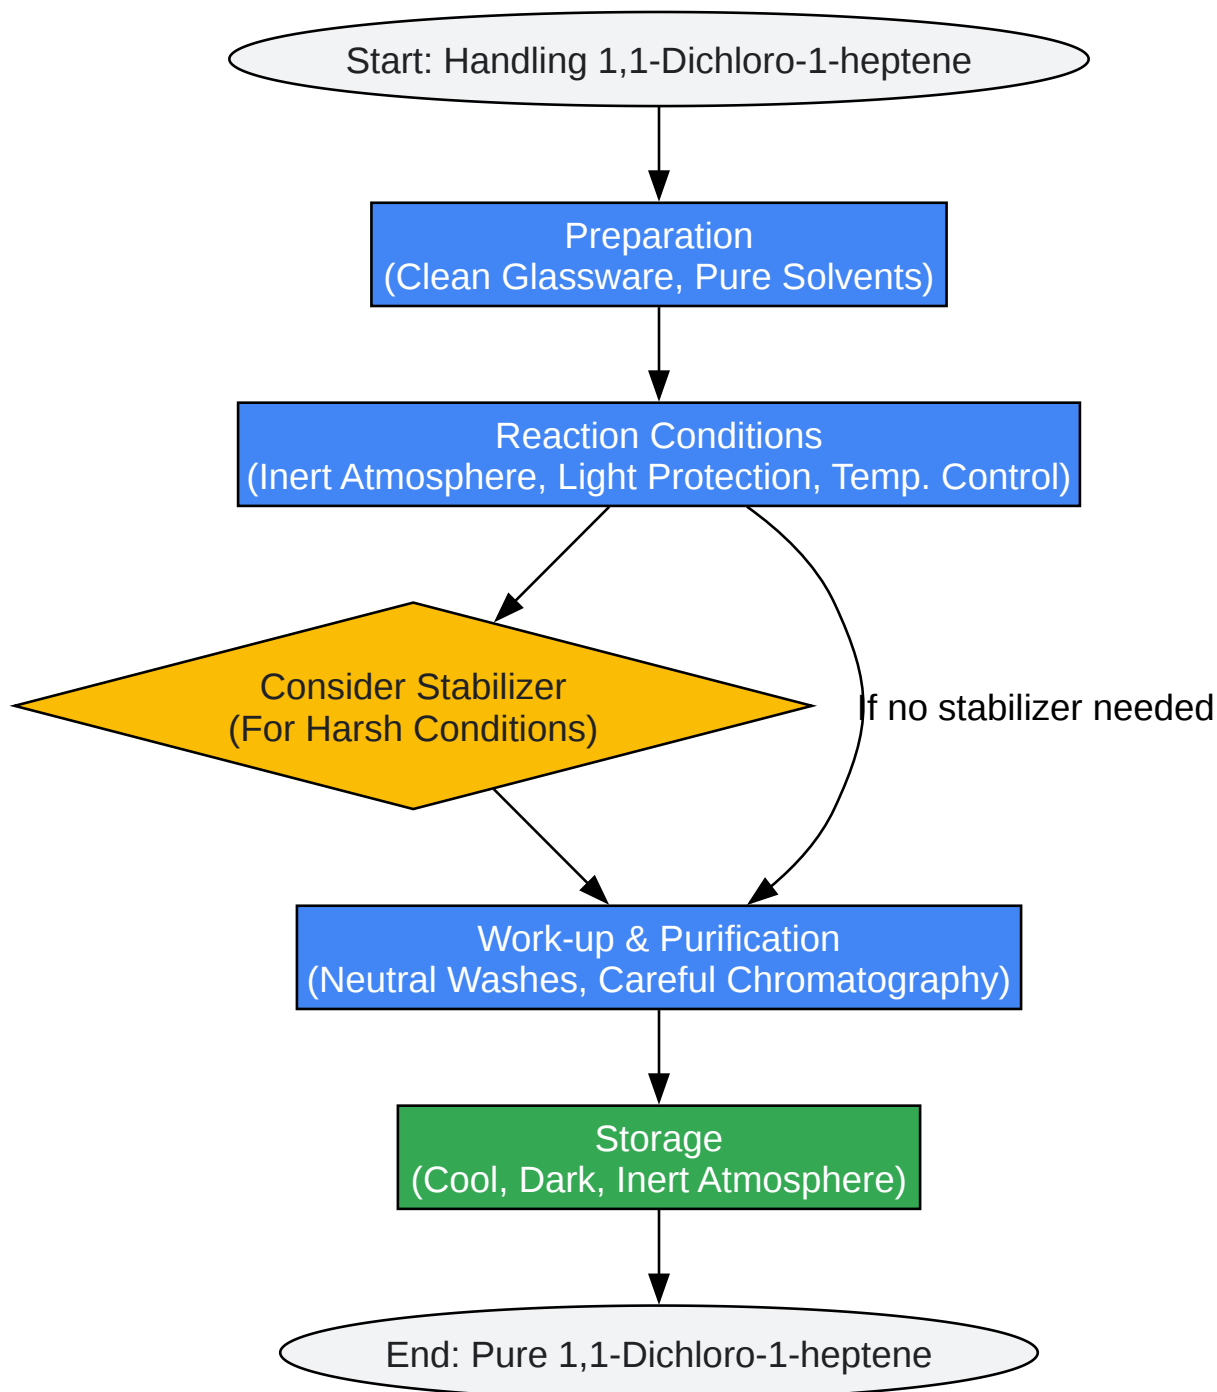 Start: Handling 1,1-Dichloro-1-heptene
Preparation
(Clean Glassware, Pure Solvents)
Reaction Conditions
(Inert Atmosphere, Light Protection, Temp. Control)
Consider Stabilizer
(For Harsh Conditions)
If no stabilizer needed
Work-up & Purification
(Neutral Washes, Careful Chromatography)
Storage
(Cool, Dark, Inert Atmosphere)
End: Pure 1,1-Dichloro-1-heptene